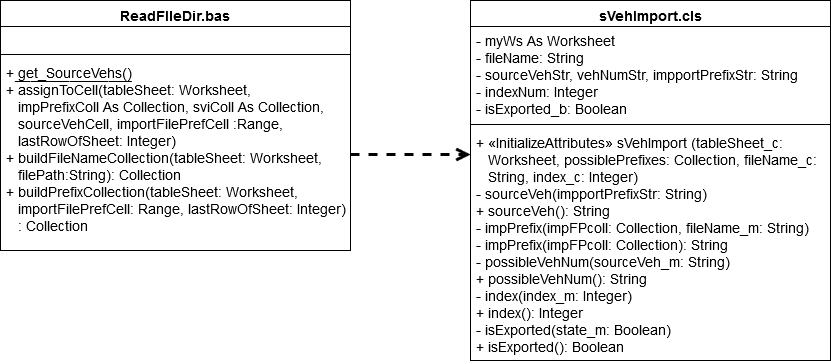 ReadFileDir.bas
+ get_SourceVehs()
+ assignToCell(tableSheet: Worksheet,
impPrefixColl As Collection, sviColl As Collection,
sourceVehCell, importFilePrefCell :Range,
lastRowOfSheet: Integer)
+ buildFileNameCollection(tableSheet: Worksheet,
filePath:String): Collection
+ buildPrefixCollection(tableSheet: Worksheet,
importFilePrefCell: Range, lastRowOfSheet: Integer)
: Collection
sVehImport.cls
- myWs As Worksheet
- fileName: String
- sourceVehStr, vehNumStr, impportPrefixStr: String
- indexNum: Integer
- isExported_b: Boolean
+ «InitializeAttributes» sVehImport (tableSheet_c:
Worksheet, possiblePrefixes: Collection, fileName_c:
String, index_c: Integer)
- sourceVeh(impportPrefixStr: String)
+ sourceVeh(): String
- impPrefix(impFPcoll: Collection, fileName_m: String)
- impPrefix(impFPcoll: Collection): String
- possibleVehNum(sourceVeh_m: String)
+ possibleVehNum(): String
- index(index_m: Integer)
+ index(): Integer
- isExported(state_m: Boolean)
+ isExported(): Boolean